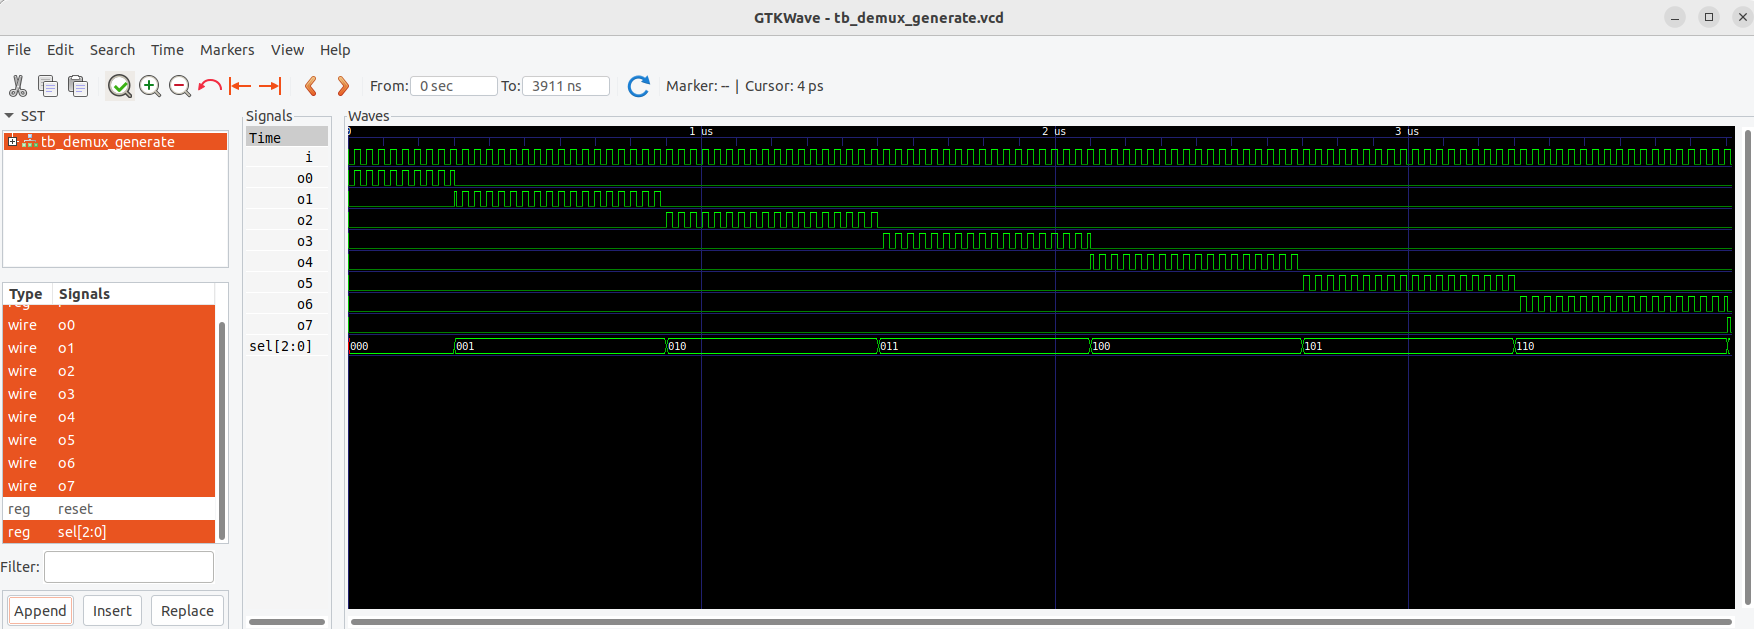 GTKWave - tb_demux_generate.vcd
File Edit Search Time Markers View Help
From: 0 sec To: 3911 ns Marker: -- | Cursor: 4 ps
SST
tb_demux_generate
Type Signals
reg
wire o0
wire o1
wire o2
wire o3
wire o4
wire o5
wire o6
wire o7
reg reset
reg sel[2:0]
Filter:
Append Insert Replace
Signals
Time
i
o0
o1
o2
o3
o4
o5
o6
o7
sel[2:0]
Waves
0 1 us 2 us 3 us
000 001 010 011 100 101 110